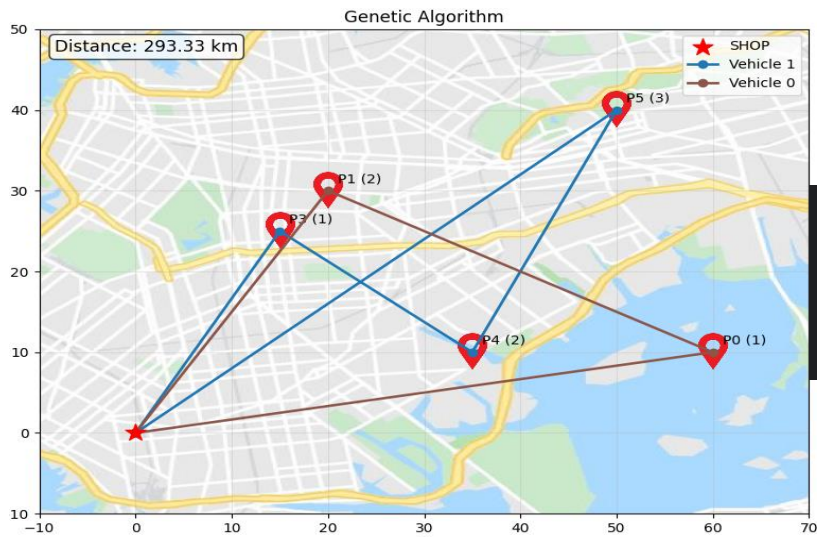 Genetic Algorithm
Distance: 293.33 km
SHOP
Vehicle 1
Vehicle 0
P5 (3)
P1 (2)
P3 (1)
P4 (2)
P0 (1)
50
40
30
20
10
0
10
−10
0
10
20
30
40
50
60
70